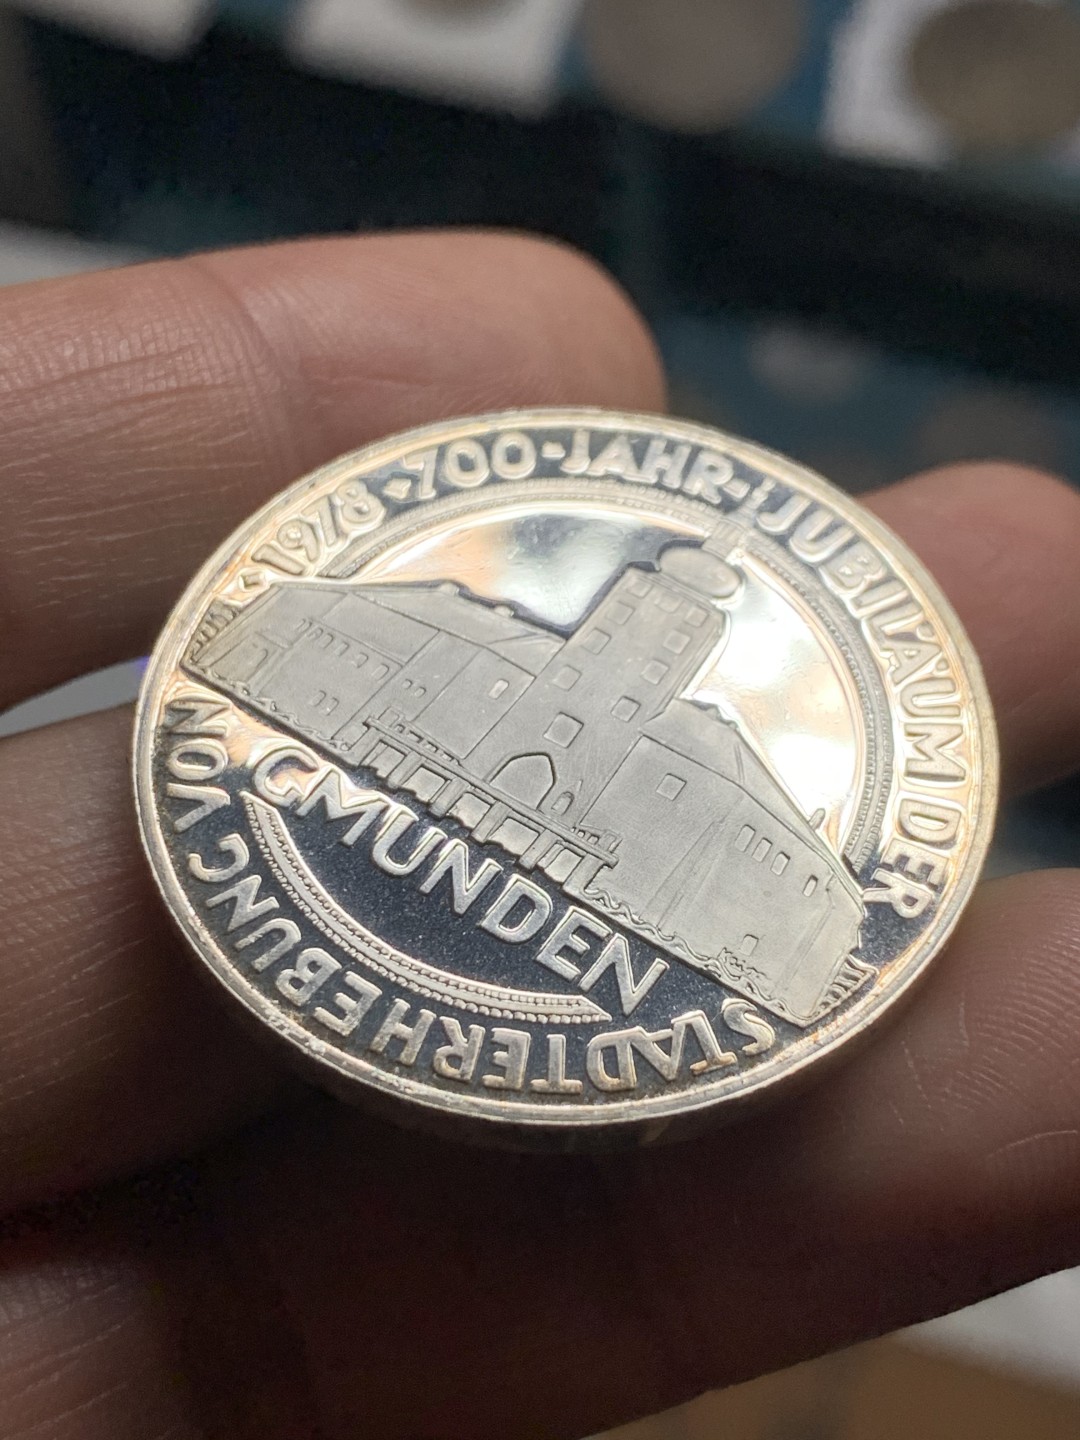 1978 · 700-JAHR-JUBILÄUM DER
STADTERHEBUNG VON
GMUNDEN